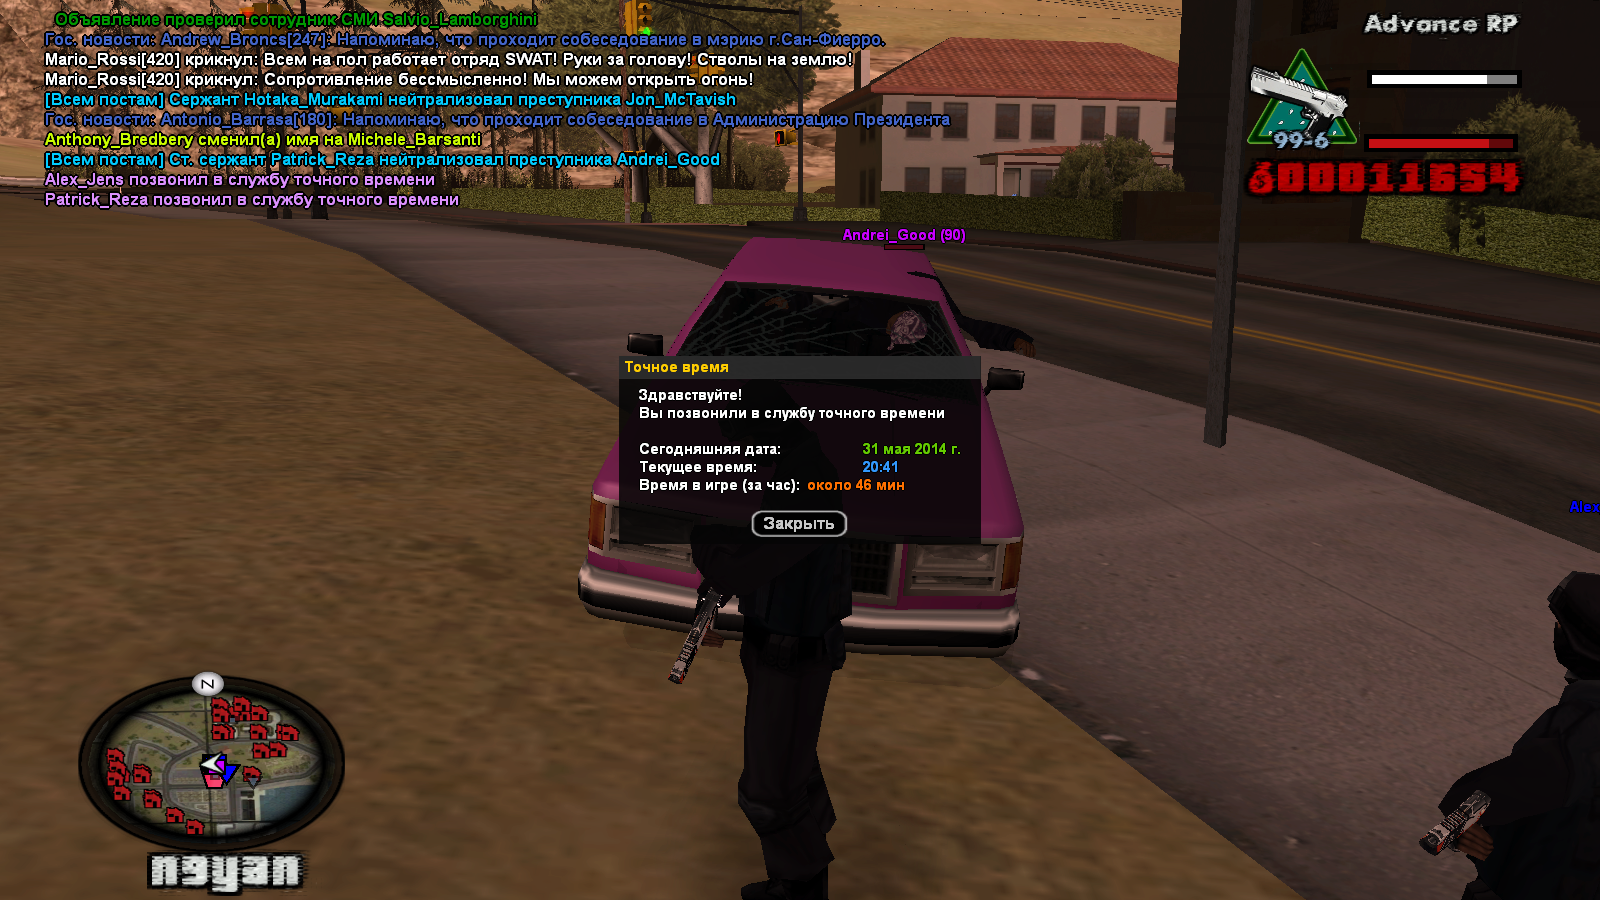 Объявление проверил сотрудник СМИ Salvio_Lamborghini
Гос. новости: Andrew_Broncs[247]: Напоминаю, что проходит собеседование в мэрию г.Сан-Фиерро.
Mario_Rossi[420] крикнул: Всем на пол работает отряд SWAT! Руки за голову! Стволы на землю!
Mario_Rossi[420] крикнул: Сопротивление бессмысленно! Мы можем открыть огонь!
[Всем постам] Сержант Hotaka_Murakami нейтрализовал преступника Jon_McTavish
Гос. новости: Antonio_Barrasa[180]: Напоминаю, что проходит собеседование в Администрацию Президента
Anthony_Bredbery сменил(а) имя на Michele_Barsanti
[Всем постам] Ст. сержант Patrick_Reza нейтрализовал преступника Andrei_Good
Alex_Jens позвонил в службу точного времени
Patrick_Reza позвонил в службу точного времени
Advance RP
99-6
$00011654
Andrei_Good (90)
Точное время
Здравствуйте!
Вы позвонили в службу точного времени
Сегодняшняя дата: 31 мая 2014 г.
Текущее время: 20:41
Время в игре (за час): около 46 мин
Закрыть
Alex
N
ngyan